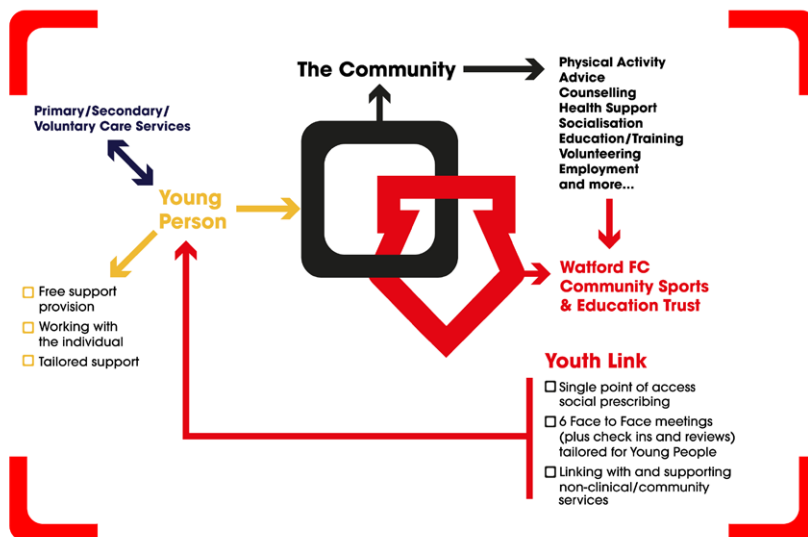 The Community
Physical Activity
Advice
Counselling
Health Support
Socialisation
Education/Training
Volunteering
Employment
and more...
Primary/Secondary/
Voluntary Care Services
Young
Person
Free support
provision
Working with
the individual
Tailored support
Watford FC
Community Sports
& Education Trust
Youth Link
Single point of access
social prescribing
6 Face to Face meetings
(plus check ins and reviews)
tailored for Young People
Linking with and supporting
non-clinical/community
services